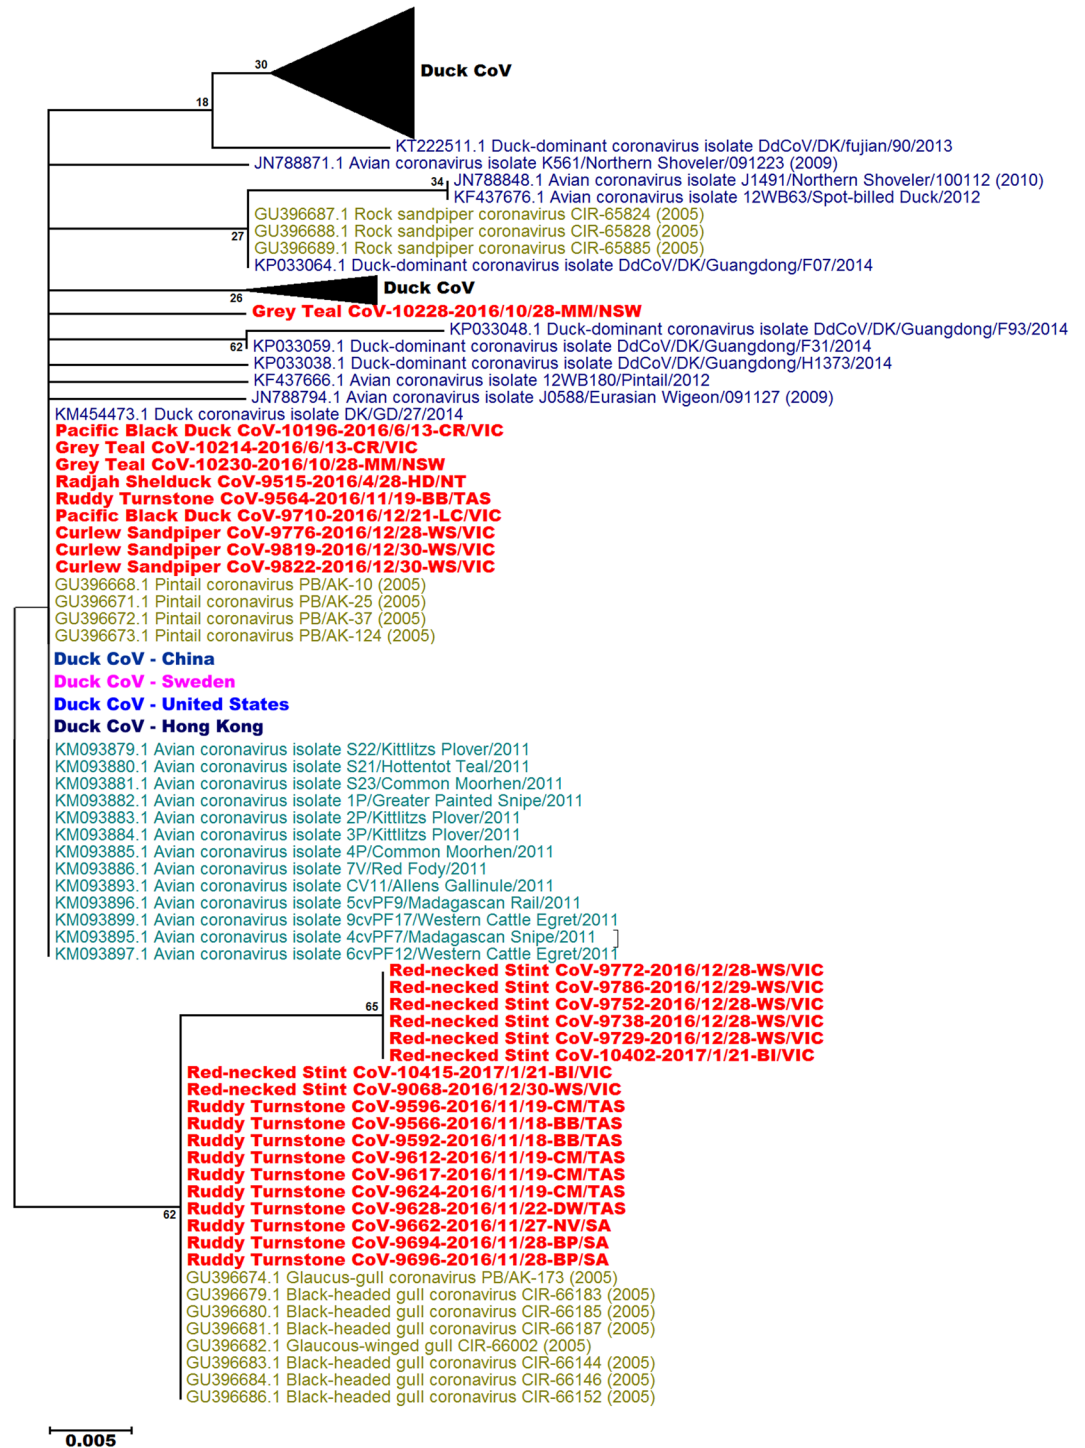 30
Duck CoV
18
KT222511.1 Duck-dominant coronavirus isolate DdCoV/DK/fujian/90/2013
JN788871.1 Avian coronavirus isolate K561/Northern Shoveler/091223 (2009)
34
JN788848.1 Avian coronavirus isolate J1491/Northern Shoveler/100112 (2010)
KF437676.1 Avian coronavirus isolate 12WB63/Spot-billed Duck/2012
GU396687.1 Rock sandpiper coronavirus CIR-65824 (2005)
27
GU396688.1 Rock sandpiper coronavirus CIR-65828 (2005)
GU396689.1 Rock sandpiper coronavirus CIR-65885 (2005)
KP033064.1 Duck-dominant coronavirus isolate DdCoV/DK/Guangdong/F07/2014
Duck CoV
26
Grey Teal CoV-10228-2016/10/28-MM/NSW
KP033048.1 Duck-dominant coronavirus isolate DdCoV/DK/Guangdong/F93/2014
62
KP033059.1 Duck-dominant coronavirus isolate DdCoV/DK/Guangdong/F31/2014
KP033038.1 Duck-dominant coronavirus isolate DdCoV/DK/Guangdong/H1373/2014
KF437666.1 Avian coronavirus isolate 12WB180/Pintail/2012
JN788794.1 Avian coronavirus isolate J0588/Eurasian Wigeon/091127 (2009)
KM454473.1 Duck coronavirus isolate DK/GD/27/2014
Pacific Black Duck CoV-10196-2016/6/13-CR/VIC
Grey Teal CoV-10214-2016/6/13-CR/VIC
Grey Teal CoV-10230-2016/10/28-MM/NSW
Radjah Shelduck CoV-9515-2016/4/28-HD/NT
Ruddy Turnstone CoV-9564-2016/11/19-BB/TAS
Pacific Black Duck CoV-9710-2016/12/21-LC/VIC
Curlew Sandpiper CoV-9776-2016/12/28-WS/VIC
Curlew Sandpiper CoV-9819-2016/12/30-WS/VIC
Curlew Sandpiper CoV-9822-2016/12/30-WS/VIC
GU396668.1 Pintail coronavirus PB/AK-10 (2005)
GU396671.1 Pintail coronavirus PB/AK-25 (2005)
GU396672.1 Pintail coronavirus PB/AK-37 (2005)
GU396673.1 Pintail coronavirus PB/AK-124 (2005)
Duck CoV - China
Duck CoV - Sweden
Duck CoV - United States
Duck CoV - Hong Kong
KM093879.1 Avian coronavirus isolate S22/Kittlitzs Plover/2011
KM093880.1 Avian coronavirus isolate S21/Hottentot Teal/2011
KM093881.1 Avian coronavirus isolate S23/Common Moorhen/2011
KM093882.1 Avian coronavirus isolate 1P/Greater Painted Snipe/2011
KM093883.1 Avian coronavirus isolate 2P/Kittlitzs Plover/2011
KM093884.1 Avian coronavirus isolate 3P/Kittlitzs Plover/2011
KM093885.1 Avian coronavirus isolate 4P/Common Moorhen/2011
KM093886.1 Avian coronavirus isolate 7V/Red Fody/2011
KM093893.1 Avian coronavirus isolate CV11/Allens Gallinule/2011
KM093896.1 Avian coronavirus isolate 5cvPF9/Madagascan Rail/2011
KM093899.1 Avian coronavirus isolate 9cvPF17/Western Cattle Egret/2011
KM093895.1 Avian coronavirus isolate 4cvPF7/Madagascan Snipe/2011
KM093897.1 Avian coronavirus isolate 6cvPF12/Western Cattle Egret/2011
Red-necked Stint CoV-9772-2016/12/28-WS/VIC
Red-necked Stint CoV-9786-2016/12/29-WS/VIC
65
Red-necked Stint CoV-9752-2016/12/28-WS/VIC
Red-necked Stint CoV-9738-2016/12/28-WS/VIC
Red-necked Stint CoV-9729-2016/12/28-WS/VIC
Red-necked Stint CoV-10402-2017/1/21-BI/VIC
Red-necked Stint CoV-10415-2017/1/21-BI/VIC
Red-necked Stint CoV-9068-2016/12/30-WS/VIC
Ruddy Turnstone CoV-9596-2016/11/19-CM/TAS
Ruddy Turnstone CoV-9566-2016/11/18-BB/TAS
Ruddy Turnstone CoV-9592-2016/11/18-BB/TAS
Ruddy Turnstone CoV-9612-2016/11/19-CM/TAS
Ruddy Turnstone CoV-9617-2016/11/19-CM/TAS
Ruddy Turnstone CoV-9624-2016/11/19-CM/TAS
Ruddy Turnstone CoV-9628-2016/11/22-DW/TAS
62
Ruddy Turnstone CoV-9662-2016/11/27-NV/SA
Ruddy Turnstone CoV-9694-2016/11/28-BP/SA
Ruddy Turnstone CoV-9696-2016/11/28-BP/SA
GU396674.1 Glaucus-gull coronavirus PB/AK-173 (2005)
GU396679.1 Black-headed gull coronavirus CIR-66183 (2005)
GU396680.1 Black-headed gull coronavirus CIR-66185 (2005)
GU396681.1 Black-headed gull coronavirus CIR-66187 (2005)
GU396682.1 Glaucous-winged gull CIR-66002 (2005)
GU396683.1 Black-headed gull coronavirus CIR-66144 (2005)
GU396684.1 Black-headed gull coronavirus CIR-66146 (2005)
GU396686.1 Black-headed gull coronavirus CIR-66152 (2005)
0.005